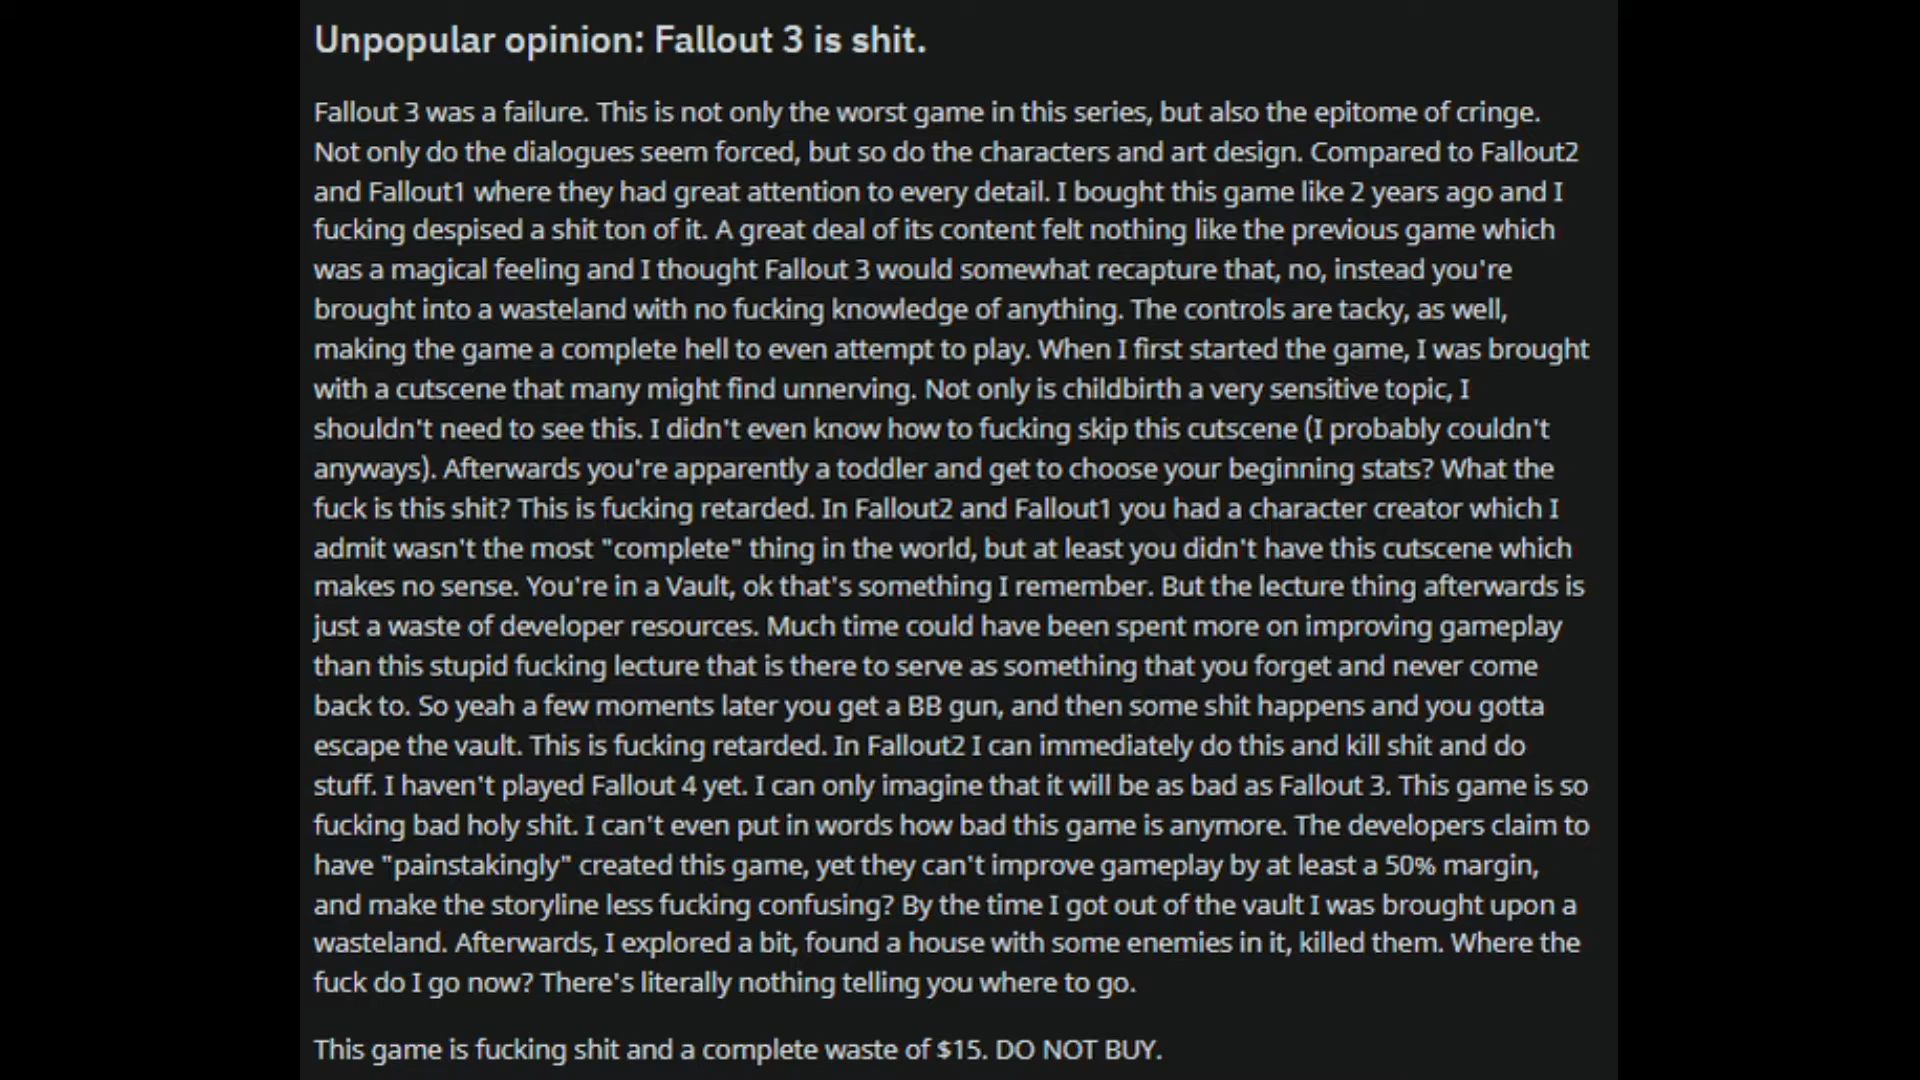 Unpopular opinion: Fallout 3 is shit.
Fallout 3 was a failure. This is not only the worst game in this series, but also the epitome of cringe.
Not only do the dialogues seem forced, but so do the characters and art design. Compared to Fallout2
and Fallout1 where they had great attention to every detail. I bought this game like 2 years ago and I
fucking despised a shit ton of it. A great deal of its content felt nothing like the previous game which
was a magical feeling and I thought Fallout 3 would somewhat recapture that, no, instead you're
brought into a wasteland with no fucking knowledge of anything. The controls are tacky, as well,
making the game a complete hell to even attempt to play. When I first started the game, I was brought
with a cutscene that many might find unnerving. Not only is childbirth a very sensitive topic, I
shouldn't need to see this. I didn't even know how to fucking skip this cutscene (I probably couldn't
anyways). Afterwards you're apparently a toddler and get to choose your beginning stats? What the
fuck is this shit? This is fucking retarded. In Fallout2 and Fallout1 you had a character creator which I
admit wasn't the most "complete" thing in the world, but at least you didn't have this cutscene which
makes no sense. You're in a Vault, ok that's something I remember. But the lecture thing afterwards is
just a waste of developer resources. Much time could have been spent more on improving gameplay
than this stupid fucking lecture that is there to serve as something that you forget and never come
back to. So yeah a few moments later you get a BB gun, and then some shit happens and you gotta
escape the vault. This is fucking retarded. In Fallout2 I can immediately do this and kill shit and do
stuff. I haven't played Fallout 4 yet. I can only imagine that it will be as bad as Fallout 3. This game is so
fucking bad holy shit. I can't even put in words how bad this game is anymore. The developers claim to
have "painstakingly" created this game, yet they can't improve gameplay by at least a 50% margin,
and make the storyline less fucking confusing? By the time I got out of the vault I was brought upon a
wasteland. Afterwards, I explored a bit, found a house with some enemies in it, killed them. Where the
fuck do I go now? There's literally nothing telling you where to go.
This game is fucking shit and a complete waste of $15. DO NOT BUY.